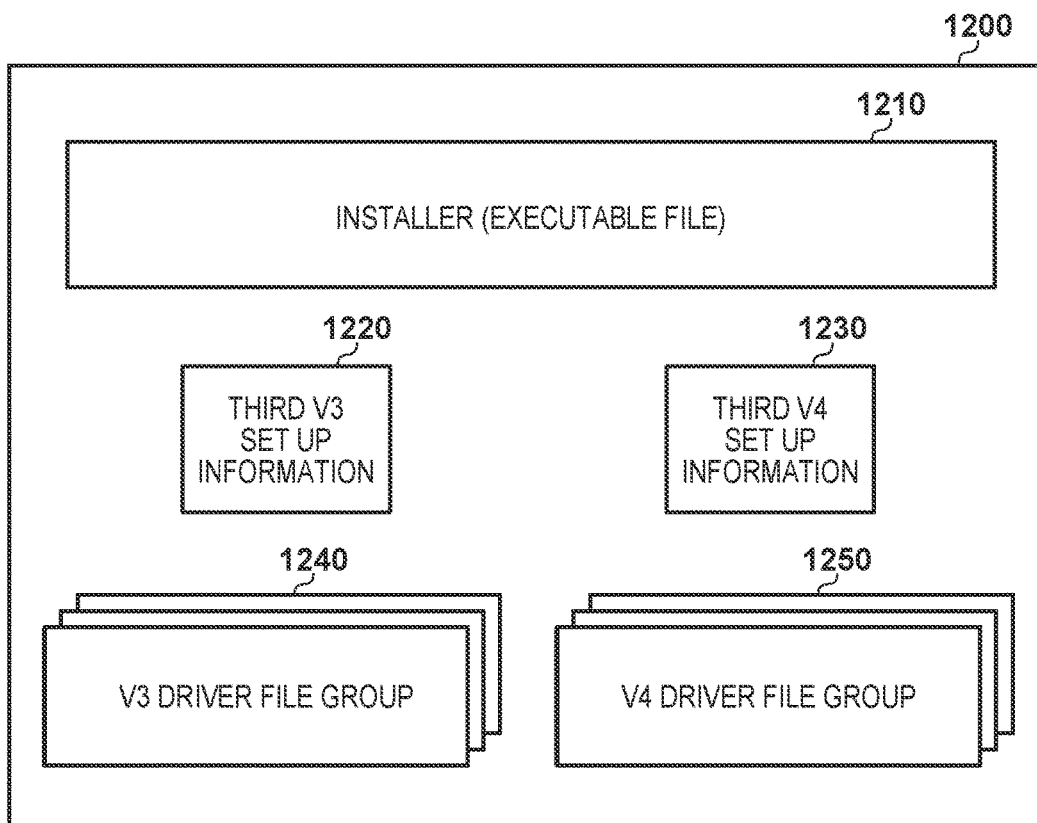 1200
1210
INSTALLER (EXECUTABLE FILE)
1220
1230
THIRD V3
SET UP
INFORMATION
THIRD V4
SET UP
INFORMATION
1240
1250
V3 DRIVER FILE GROUP
V4 DRIVER FILE GROUP